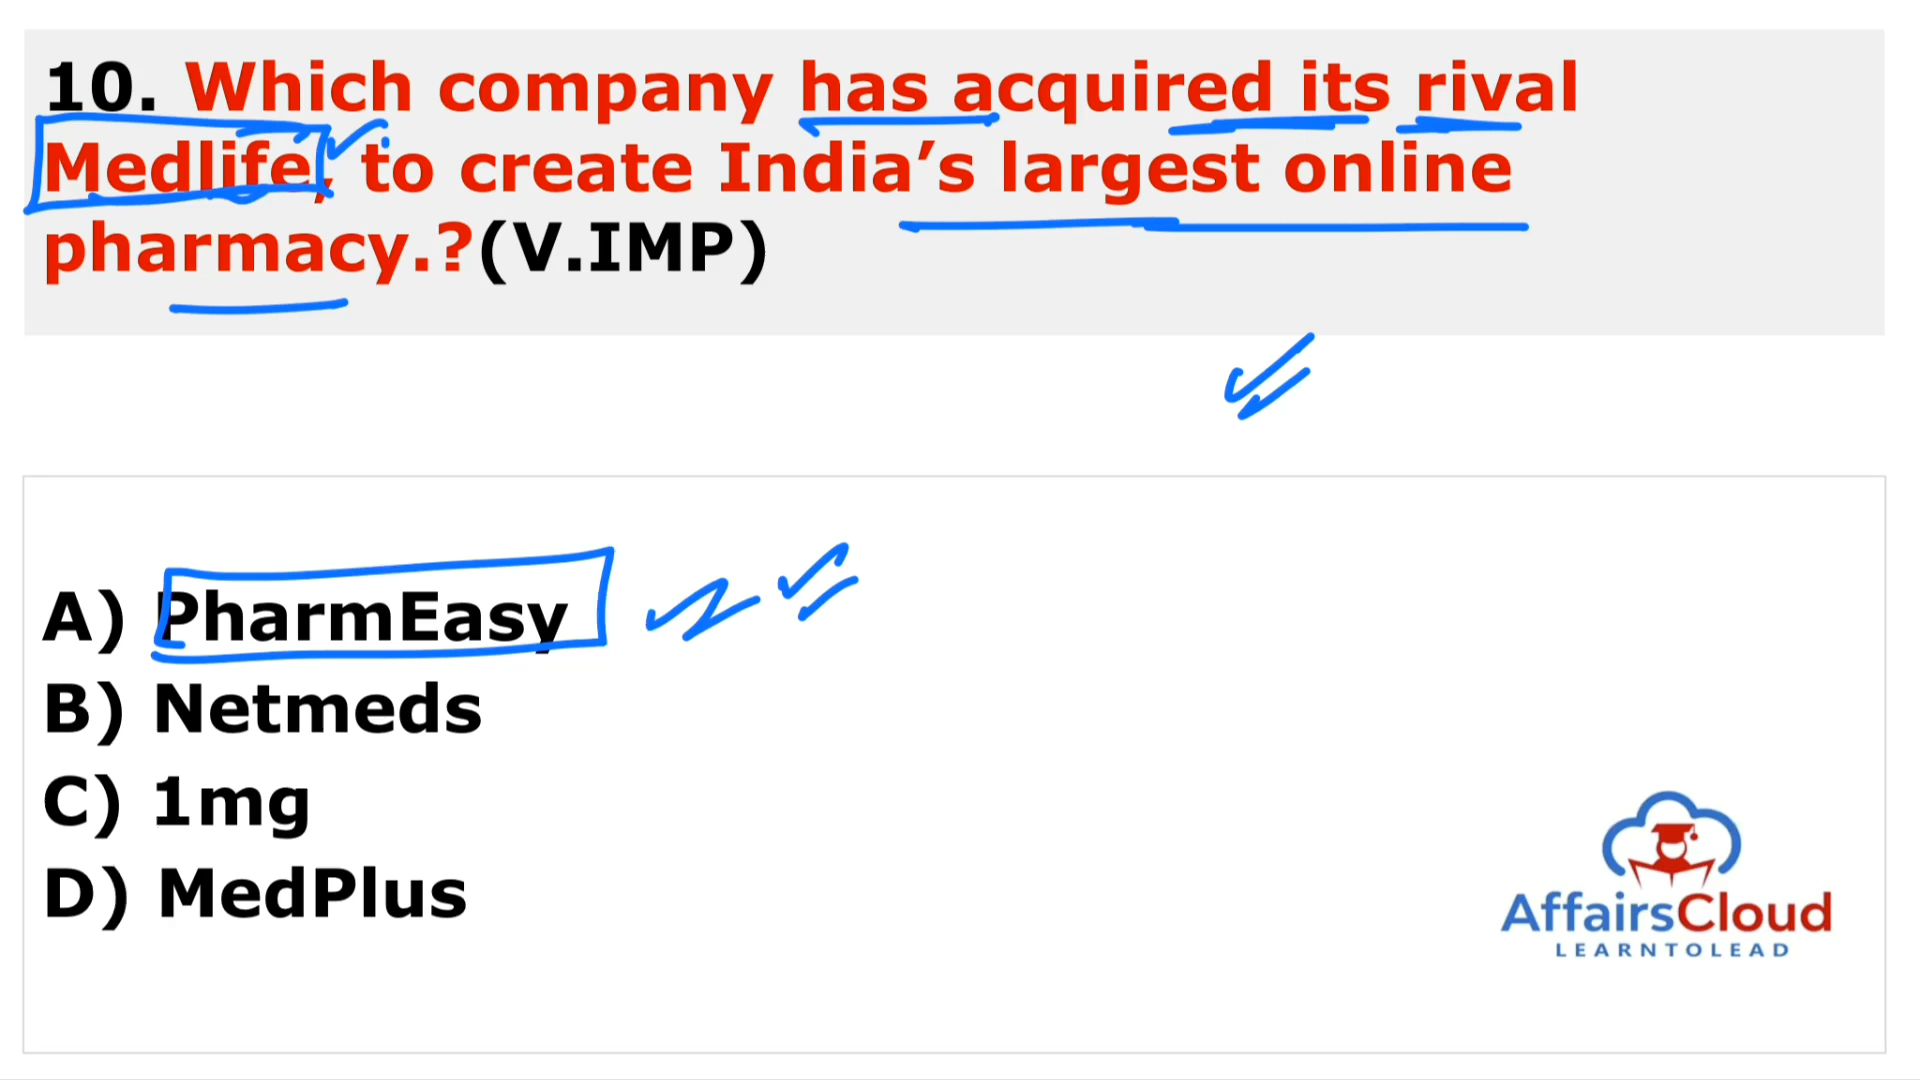 10. Which company has acquired its rival
Medlife, to create India’s largest online
pharmacy.?(V.IMP)
A) PharmEasy
B) Netmeds
C) 1mg
D) MedPlus
AffairsCloud
LEARNTOLEAD